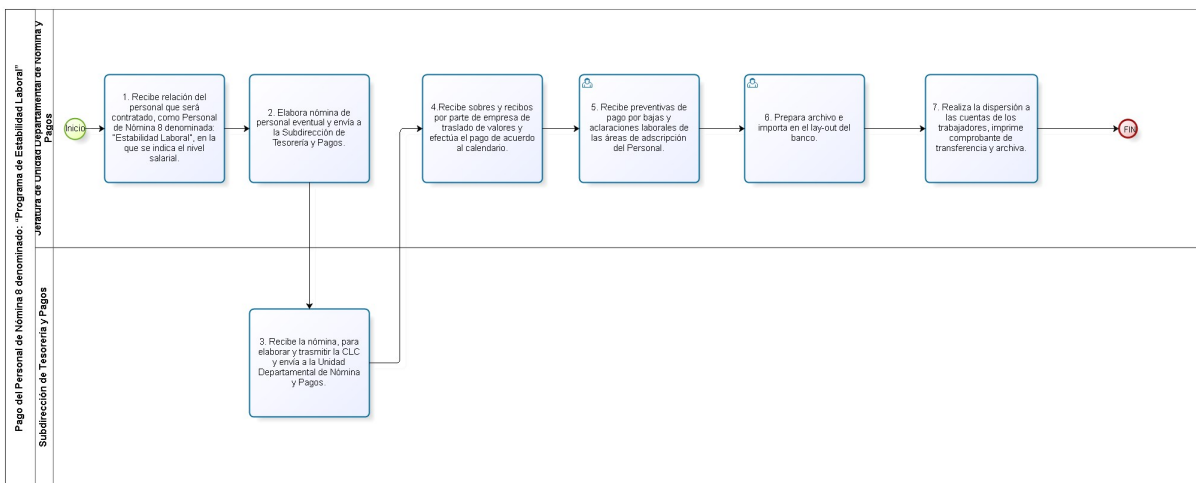 Pago del Personal de Nómina 8 denominado: “Programa de Estabilidad Laboral”
Jefatura de Unidad Departamental de Nómina y
Pagos
Inicio
1. Recibe relación del
personal que será
contratado, como Personal
de Nómina 8 denominada:
"Estabilidad Laboral", en la
que se indica el nivel
salarial.
2. Elabora nómina de
personal eventual y envía a
la Subdirección de
Tesorería y Pagos.
4.Recibe sobres y recibos
por parte de empresa de
traslado de valores y
efectúa el pago de acuerdo
al calendario.
5. Recibe preventivas de
pago por bajas y
aclaraciones laborales de
las áreas de adscripción
del Personal.
6. Prepara archivo e
importa en el lay-out del
banco.
7. Realiza la dispersión a
las cuentas de los
trabajadores, imprime
comprobante de
transferencia y archiva.
FIN
Subdirección de Tesorería y Pagos
3. Recibe la nómina, para
elaborar y trasmitir la CLC
y envía a la Unidad
Departamental de Nómina
y Pagos.